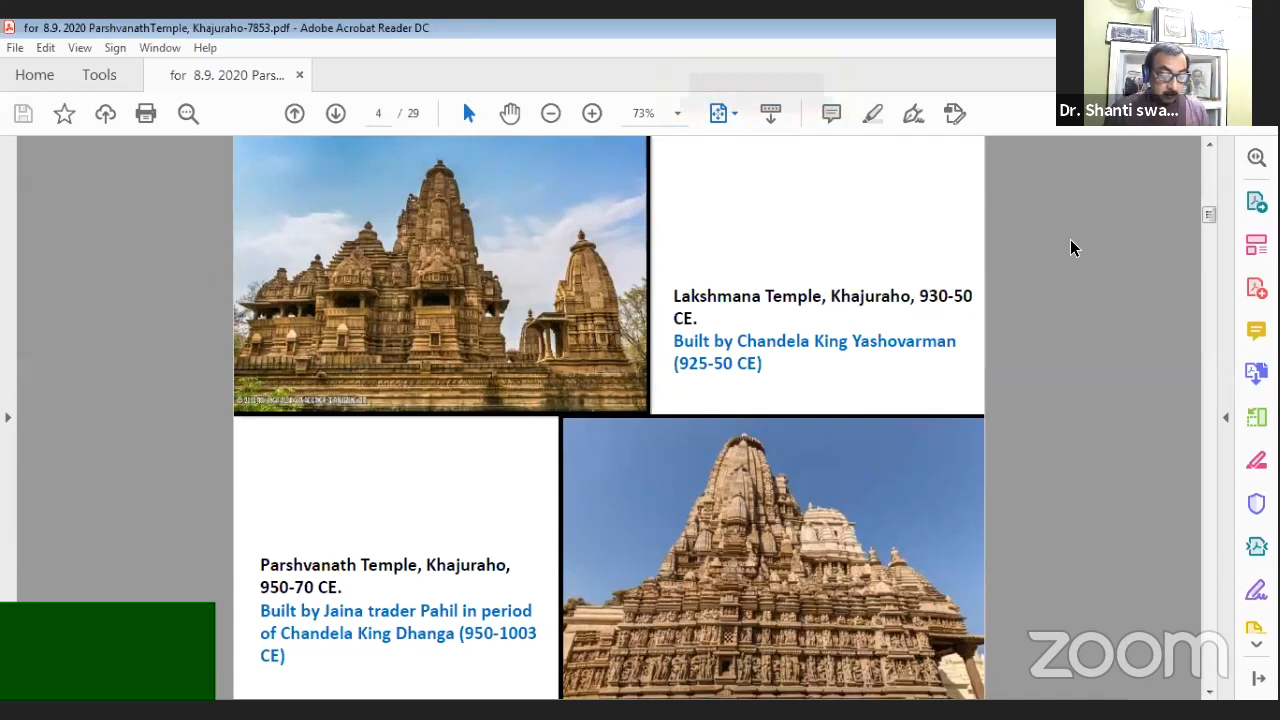 for 8.9. 2020 ParshvanathTemple, Khajuraho-7853.pdf - Adobe Acrobat Reader DC
File Edit View Sign Window Help
Home Tools for 8.9. 2020 Pars... ×
4 / 29 73%
Dr. Shanti swa...
Lakshmana Temple, Khajuraho, 930-50
CE.
Built by Chandela King Yashovarman
(925-50 CE)
Parshvanath Temple, Khajuraho,
950-70 CE.
Built by Jaina trader Pahil in period
of Chandela King Dhanga (950-1003
CE)
zoom